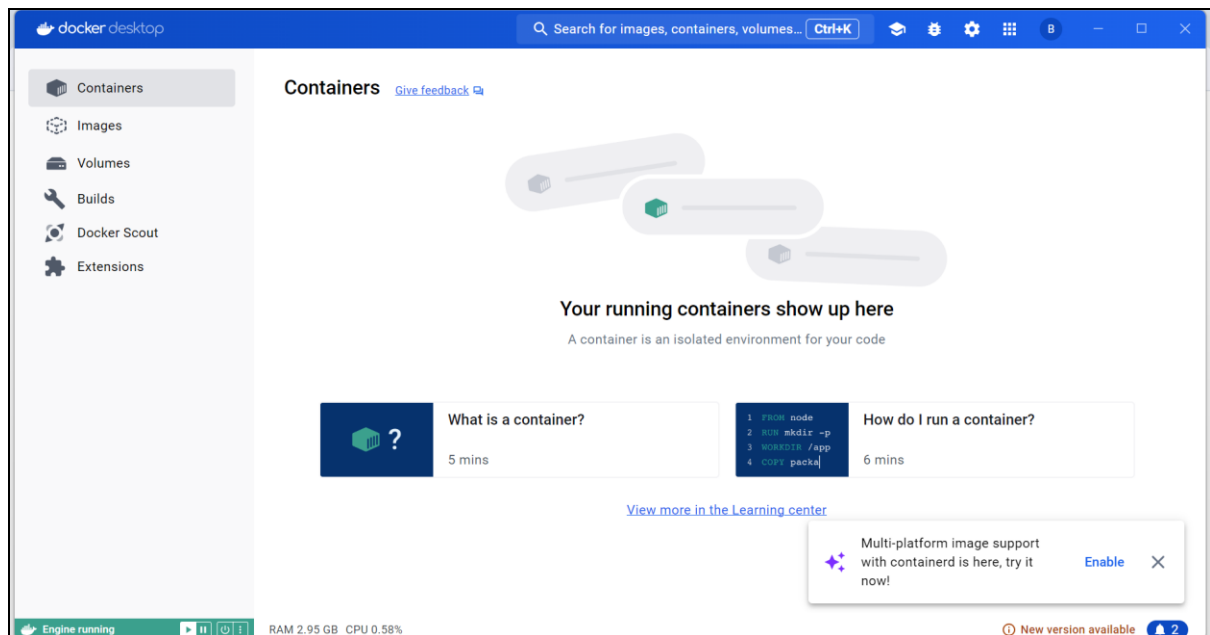 docker desktop
Search for images, containers, volumes... Ctrl+K
B
Containers
Images
Volumes
Builds
Docker Scout
Extensions
Containers Give feedback
Your running containers show up here
A container is an isolated environment for your code
?
What is a container?
5 mins
1 FROM node
2 RUN mkdir -p
3 WORKDIR /app
4 COPY packa
How do I run a container?
6 mins
View more in the Learning center
Multi-platform image support
with containerd is here, try it
now!
Enable
Engine running
RAM 2.95 GB CPU 0.58%
New version available
2